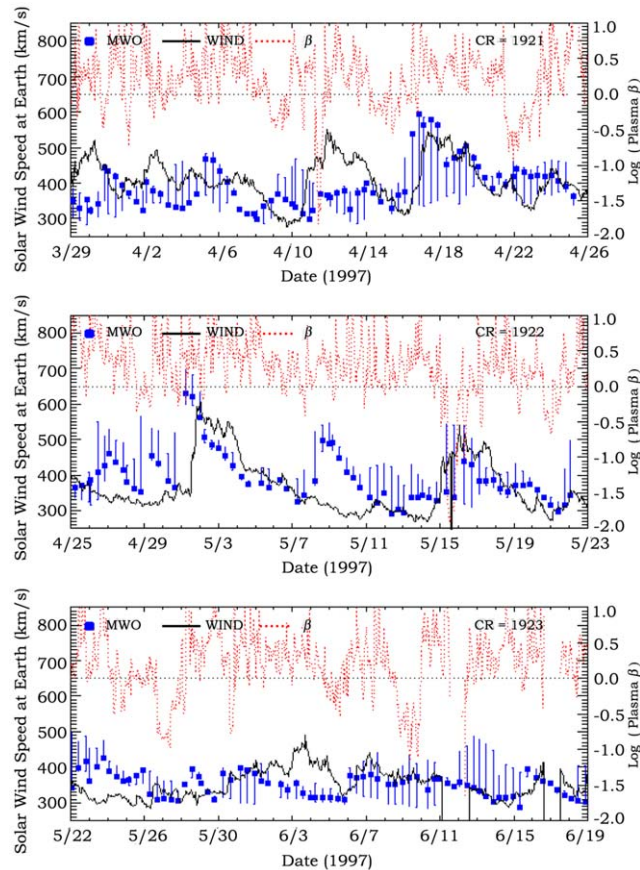 MWO WIND β CR = 1921
Solar Wind Speed at Earth (km/s)
800
700
600
500
400
300
1.0
0.5
0.0
-0.5
-1.0
-1.5
-2.0
Log ( Plasma β)
3/29 4/2 4/6 4/10 4/14 4/18 4/22 4/26
Date (1997)
MWO WIND β CR = 1922
Solar Wind Speed at Earth (km/s)
800
700
600
500
400
300
1.0
0.5
0.0
-0.5
-1.0
-1.5
-2.0
Log ( Plasma β)
4/25 4/29 5/3 5/7 5/11 5/15 5/19 5/23
Date (1997)
MWO WIND β CR = 1923
Solar Wind Speed at Earth (km/s)
800
700
600
500
400
300
1.0
0.5
0.0
-0.5
-1.0
-1.5
-2.0
Log ( Plasma β)
5/22 5/26 5/30 6/3 6/7 6/11 6/15 6/19
Date (1997)